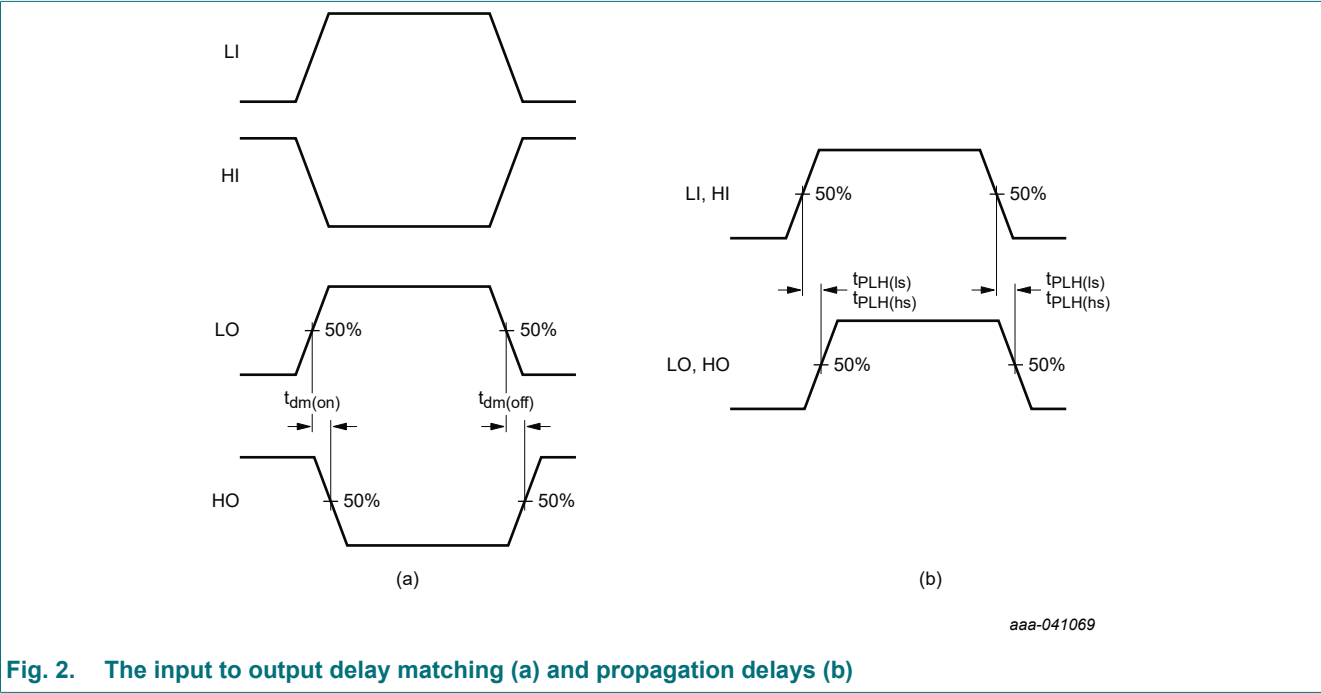 LI
HI
LO
50%
50%
tdm(on)
tdm(off)
HO
50%
50%
(a)
LI, HI
50%
50%
tPLH(ls)
tPLH(hs)
tPLH(ls)
tPLH(hs)
LO, HO
50%
50%
(b)
aaa-041069
Fig. 2. The input to output delay matching (a) and propagation delays (b)